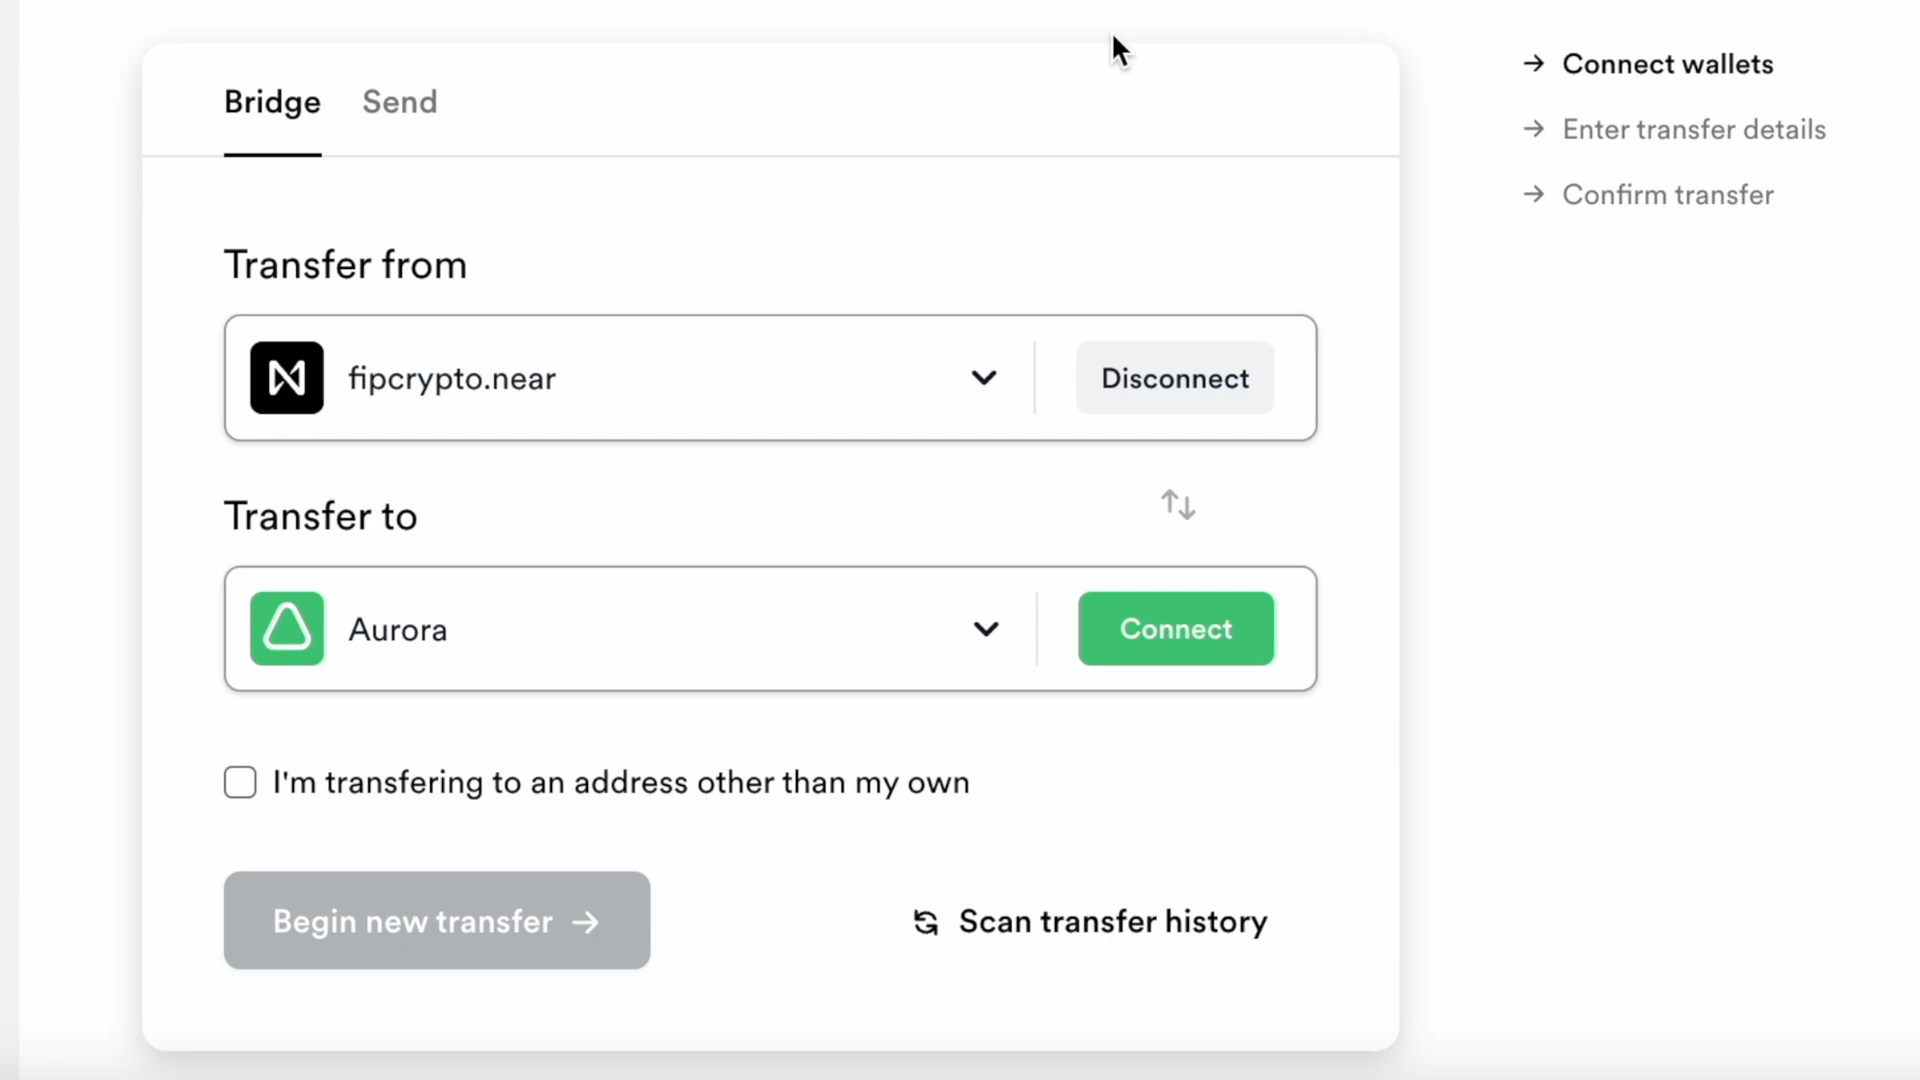 Bridge Send
Connect wallets
Enter transfer details
Confirm transfer
Transfer from
fipcrypto.near
Disconnect
Transfer to
Aurora
Connect
I'm transfering to an address other than my own
Begin new transfer
Scan transfer history